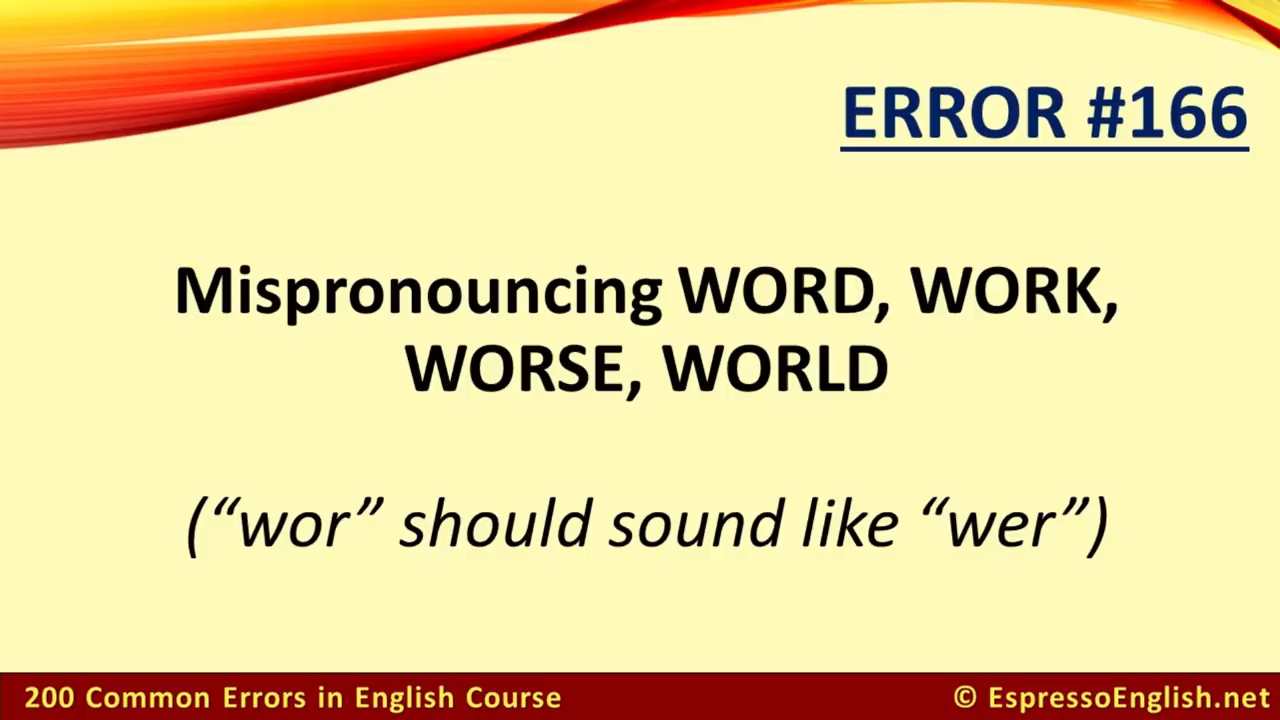 ERROR #166
Mispronouncing WORD, WORK,
WORSE, WORLD
(“wor” should sound like “wer”)
200 Common Errors in English Course
© EspressoEnglish.net